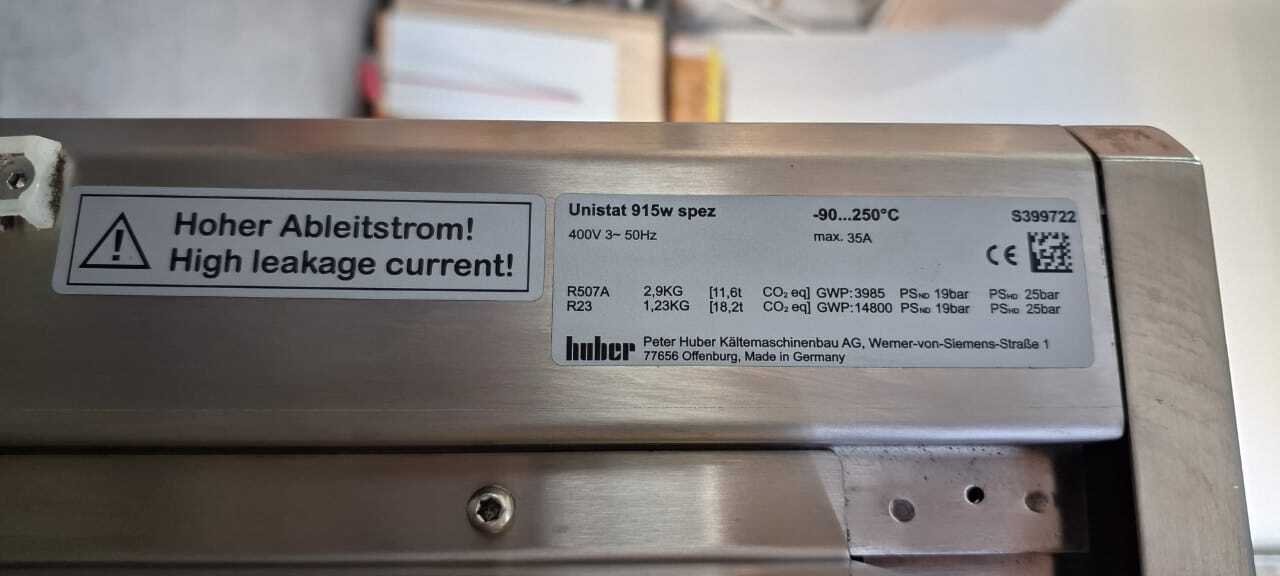 Hoher Ableitstrom!
High leakage current!
Unistat 915w spez -90...250°C S399722
400V 3~ 50Hz max. 35A
CE
R507A 2,9KG [11,6t CO₂ eq] GWP:3985 PSND 19bar PSHD 25bar
R23 1,23KG [18,2t CO₂ eq] GWP:14800 PSND 19bar PSHD 25bar
huber Peter Huber Kältemaschinenbau AG, Werner-von-Siemens-Straße 1
77656 Offenburg, Made in Germany